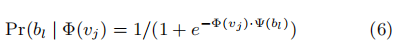 Pr(b_l | Φ(v_j) = 1/(1 + e^{−Φ(v_j)·Ψ(b_l)}) (6)